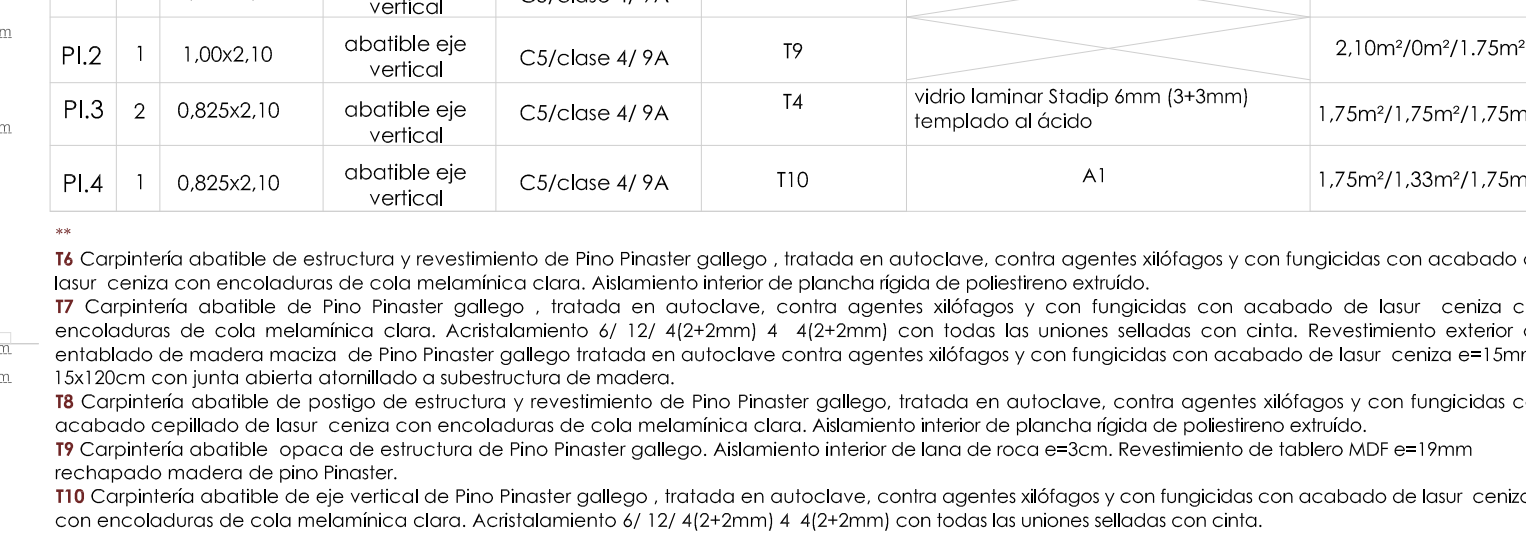 vertical
PI.2 1 1,00x2,10 abatible eje vertical C5/clase 4/ 9A T9 2,10m²/0m²/1.75m²
PI.3 2 0,825x2,10 abatible eje vertical C5/clase 4/ 9A T4 vidrio laminar Stadip 6mm (3+3mm) templado al ácido 1,75m²/1,75m²/1,75m
PI.4 1 0,825x2,10 abatible eje vertical C5/clase 4/ 9A T10 A1 1,75m²/1,33m²/1,75m
**
T6 Carpintería abatible de estructura y revestimiento de Pino Pinaster gallego , tratada en autoclave, contra agentes xilófagos y con fungicidas con acabado
lasur ceniza con encoladuras de cola melamínica clara. Aislamiento interior de plancha rígida de poliestireno extruído.
T7 Carpintería abatible de Pino Pinaster gallego , tratada en autoclave, contra agentes xilófagos y con fungicidas con acabado de lasur ceniza c
encoladuras de cola melamínica clara. Acristalamiento 6/ 12/ 4(2+2mm) 4 4(2+2mm) con todas las uniones selladas con cinta. Revestimiento exterior
entablado de madera maciza de Pino Pinaster gallego tratada en autoclave contra agentes xilófagos y con fungicidas con acabado de lasur ceniza e=15m
15x120cm con junta abierta atornillado a subestructura de madera.
T8 Carpintería abatible de postigo de estructura y revestimiento de Pino Pinaster gallego, tratada en autoclave, contra agentes xilófagos y con fungicidas c
acabado cepillado de lasur ceniza con encoladuras de cola melamínica clara. Aislamiento interior de plancha rígida de poliestireno extruído.
T9 Carpintería abatible opaca de estructura de Pino Pinaster gallego. Aislamiento interior de lana de roca e=3cm. Revestimiento de tablero MDF e=19mm
rechapado madera de pino Pinaster.
T10 Carpintería abatible de eje vertical de Pino Pinaster gallego , tratada en autoclave, contra agentes xilófagos y con fungicidas con acabado de lasur ceniza
con encoladuras de cola melamínica clara. Acristalamiento 6/ 12/ 4(2+2mm) 4 4(2+2mm) con todas las uniones selladas con cinta.